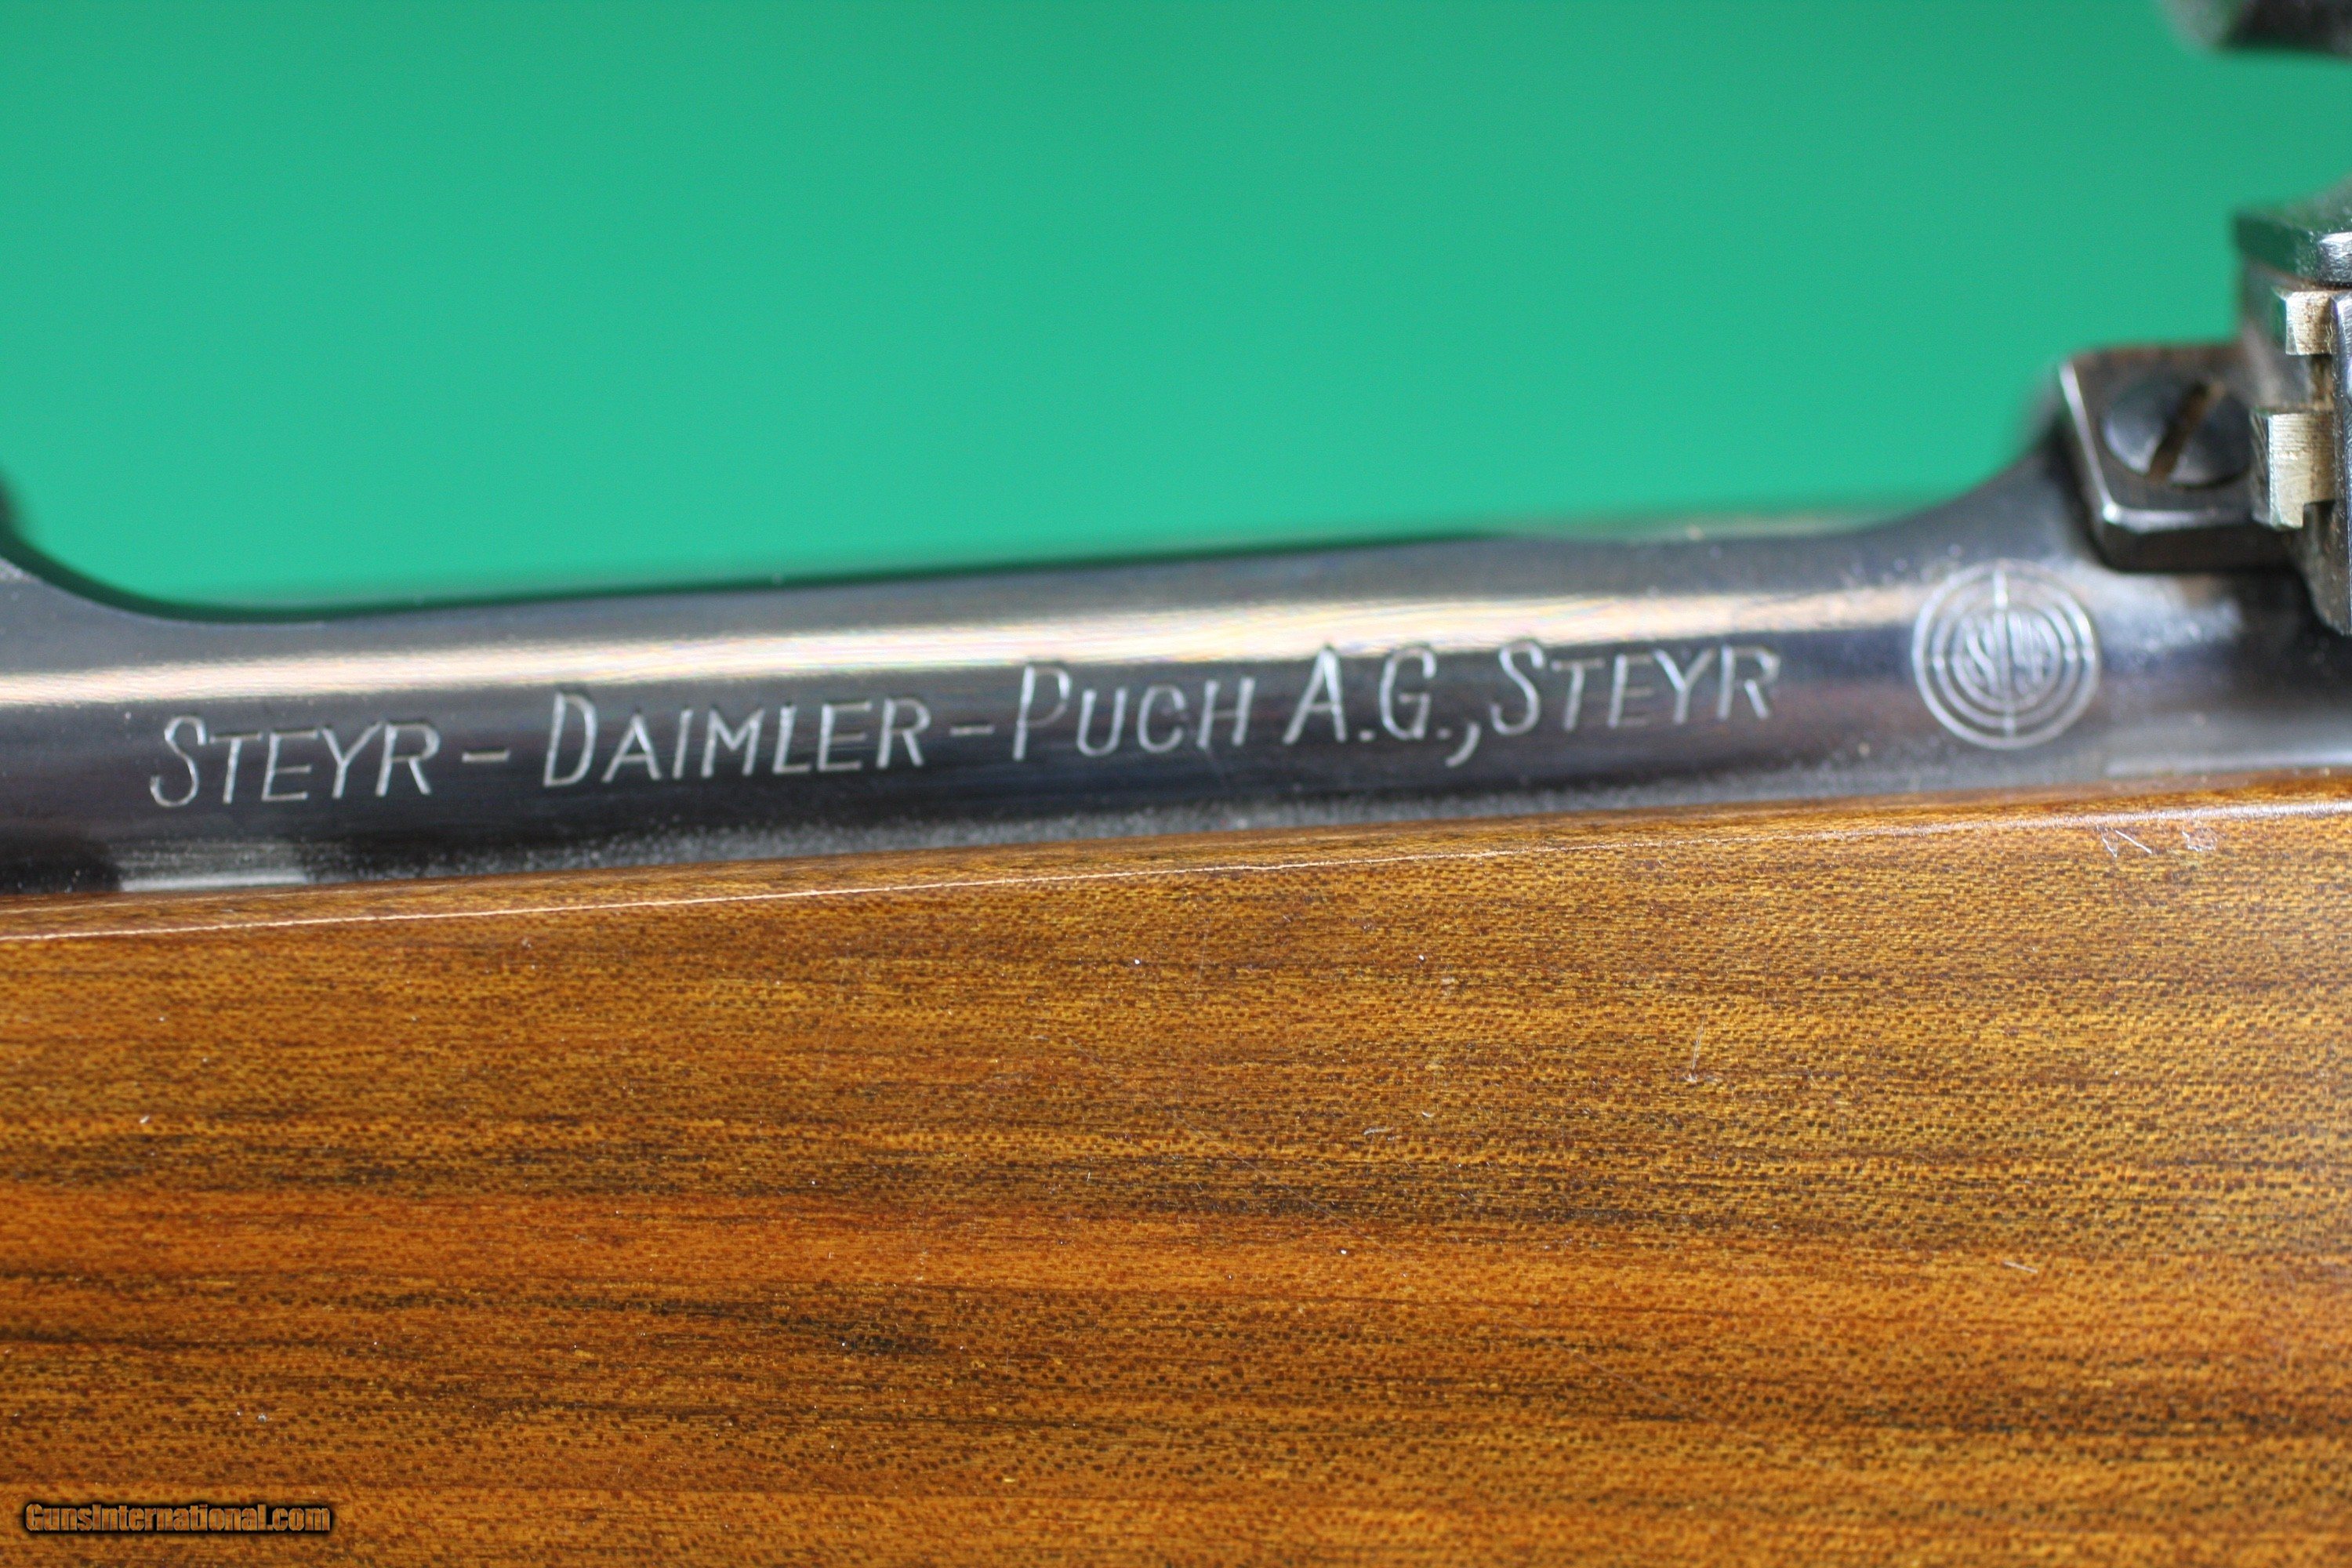 STEYR - DAIMLER - PUCH A.G., STEYR
GunsInternational.com